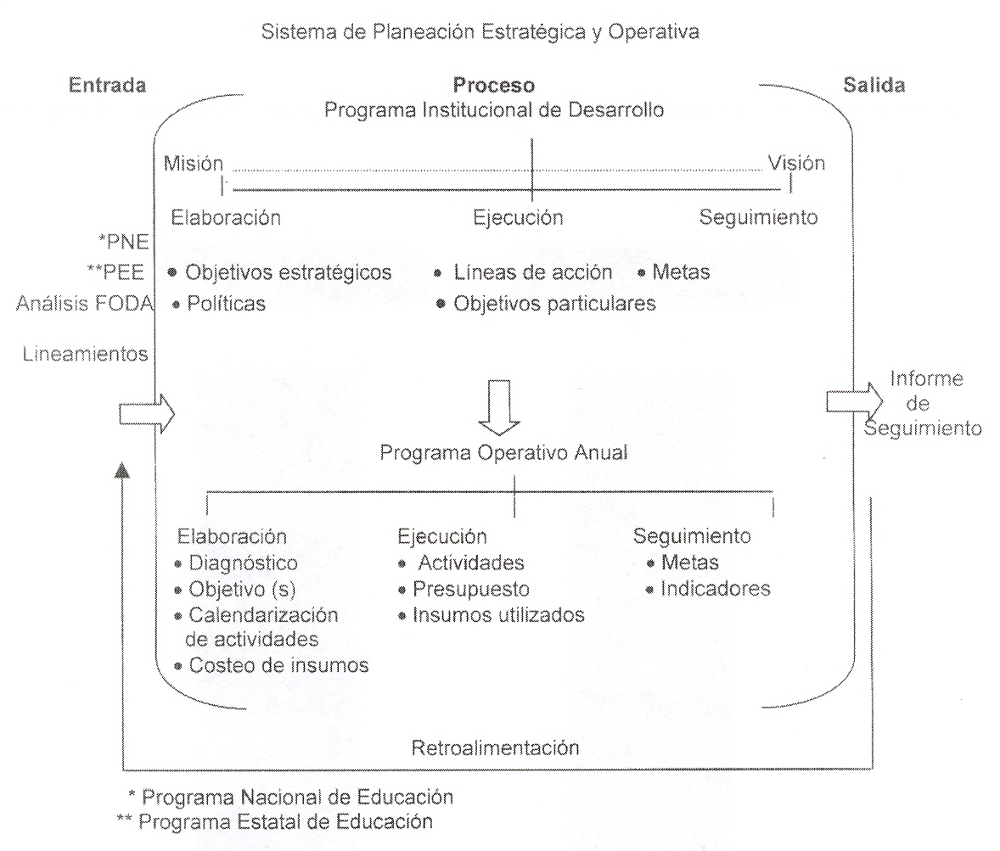 Sistema de Planeación Estratégica y Operativa
Entrada Proceso Salida
Programa Institucional de Desarrollo
Misión Visión
Elaboración Ejecución Seguimiento
*PNE
**PEE • Objetivos estratégicos • Líneas de acción • Metas
Análisis FODA • Políticas • Objetivos particulares
Lineamientos
Informe
de
Seguimiento
Programa Operativo Anual
Elaboración Ejecución Seguimiento
• Diagnóstico • Actividades • Metas
• Objetivo (s) • Presupuesto • Indicadores
• Calendarización • Insumos utilizados
de actividades
• Costeo de insumos
Retroalimentación
* Programa Nacional de Educación
** Programa Estatal de Educación